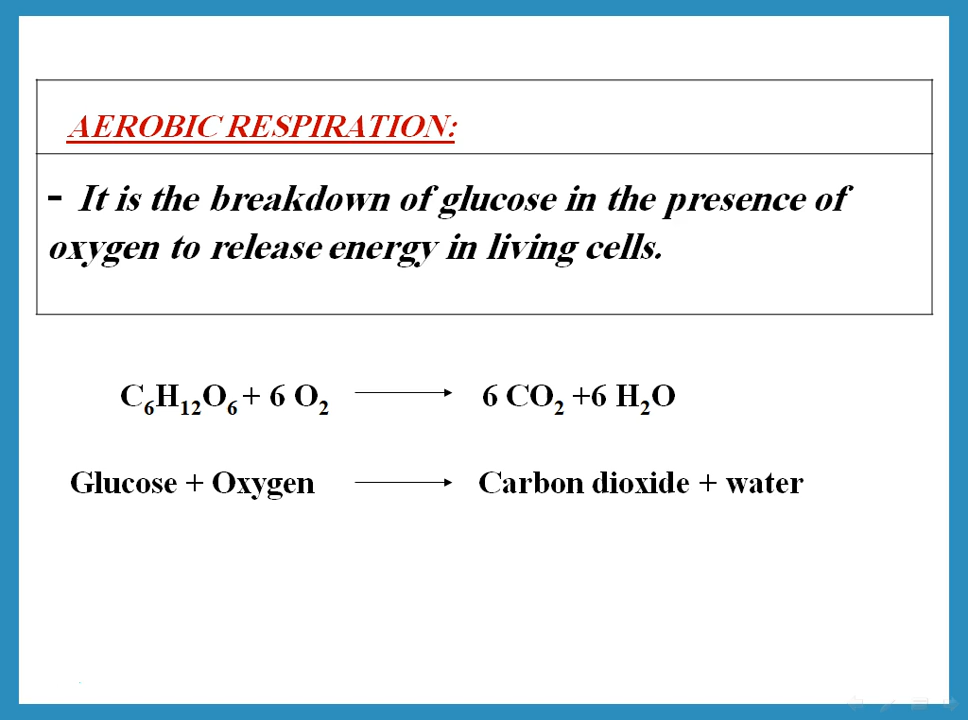 AEROBIC RESPIRATION:
- It is the breakdown of glucose in the presence of
oxygen to release energy in living cells.
C₆H₁₂O₆ + 6 O₂ → 6 CO₂ +6 H₂O
Glucose + Oxygen → Carbon dioxide + water